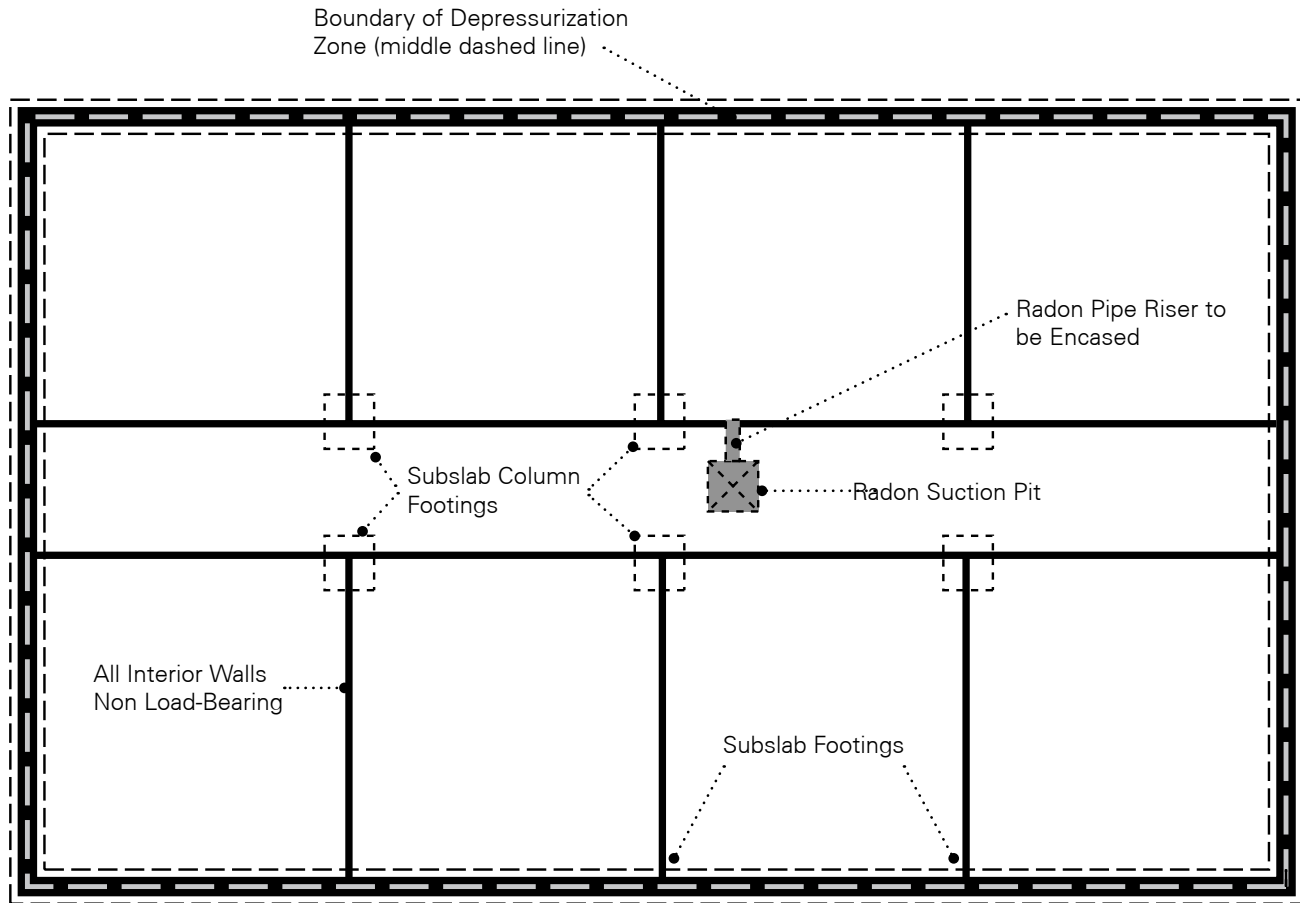 Boundary of Depressurization
Zone (middle dashed line)
Radon Pipe Riser to
be Encased
Subslab Column
Footings
Radon Suction Pit
All Interior Walls
Non Load-Bearing
Subslab Footings